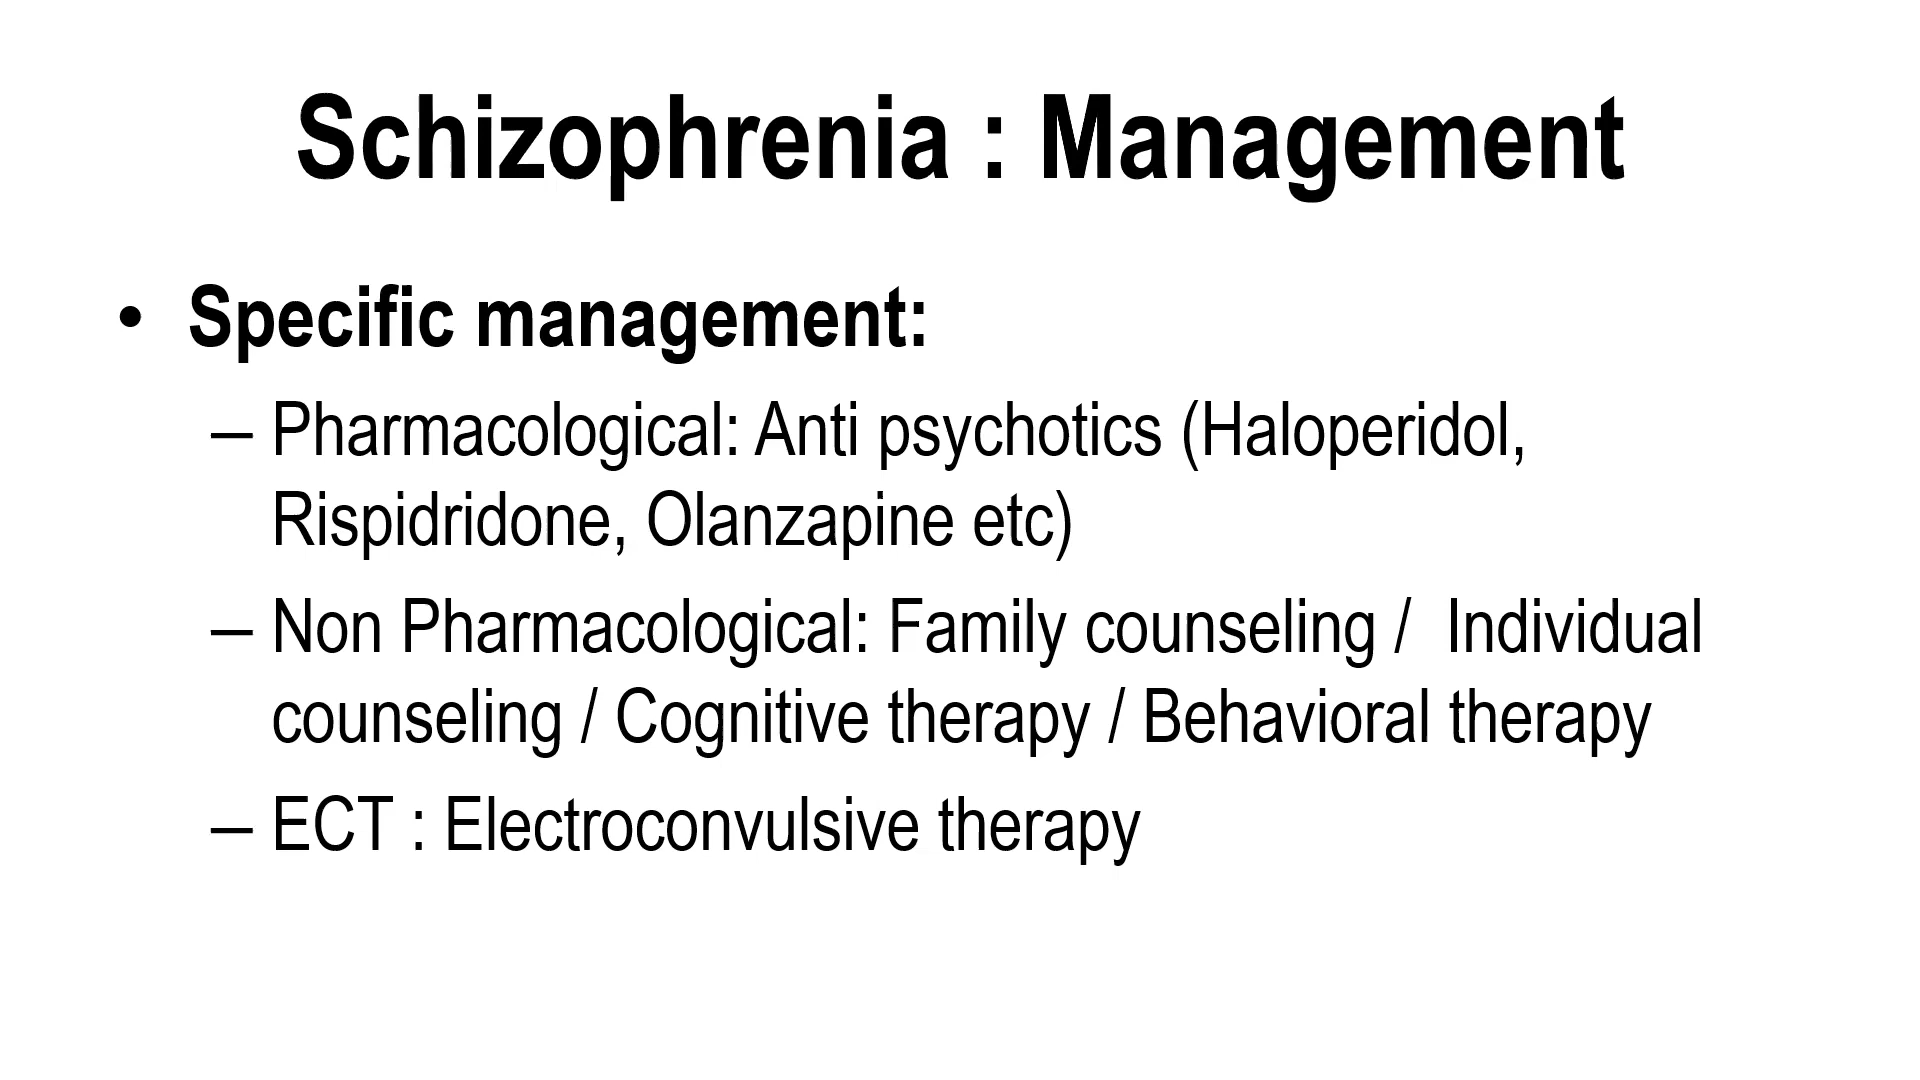 Schizophrenia : Management
• Specific management:
– Pharmacological: Anti psychotics (Haloperidol,
Rispidridone, Olanzapine etc)
– Non Pharmacological: Family counseling /  Individual
counseling / Cognitive therapy / Behavioral therapy
– ECT : Electroconvulsive therapy